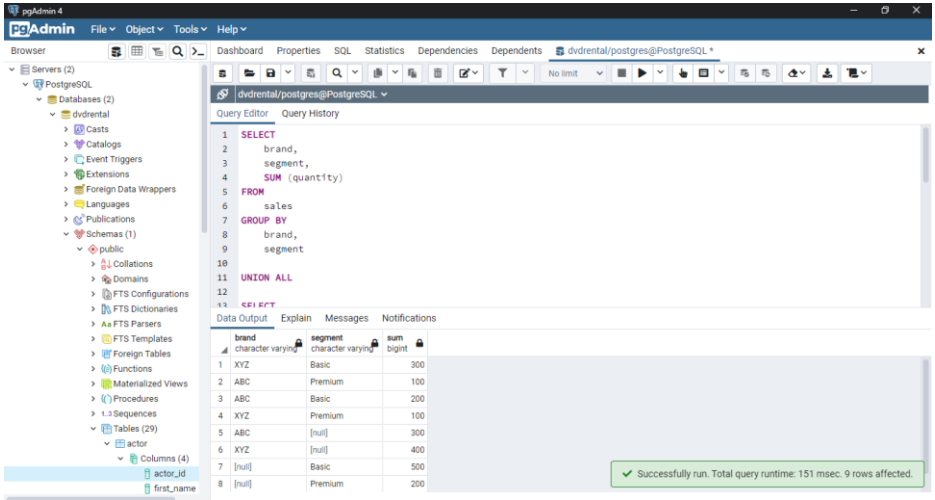 pgAdmin 4
pgAdmin File Object Tools Help
Browser
Dashboard Properties SQL Statistics Dependencies Dependents dvdrental/postgres@PostgreSQL *
Servers (2)
PostgreSQL
Databases (2)
dvdrental
Casts
Catalogs
Event Triggers
Extensions
Foreign Data Wrappers
Languages
Publications
Schemas (1)
public
Collations
Domains
FTS Configurations
FTS Dictionaries
Aa FTS Parsers
FTS Templates
Foreign Tables
Functions
Materialized Views
Procedures
1..3 Sequences
Tables (29)
actor
Columns (4)
actor_id
first_name
No limit
dvdrental/postgres@PostgreSQL
Query Editor Query History
1 SELECT
2 brand,
3 segment,
4 SUM (quantity)
5 FROM
6 sales
7 GROUP BY
8 brand,
9 segment
10
11 UNION ALL
12
13 SELECT
Data Output Explain Messages Notifications
brand segment sum
character varying character varying bigint
1 XYZ Basic 300
2 ABC Premium 100
3 ABC Basic 200
4 XYZ Premium 100
5 ABC [null] 300
6 XYZ [null] 400
7 [null] Basic 500
8 [null] Premium 200
Successfully run. Total query runtime: 151 msec. 9 rows affected.